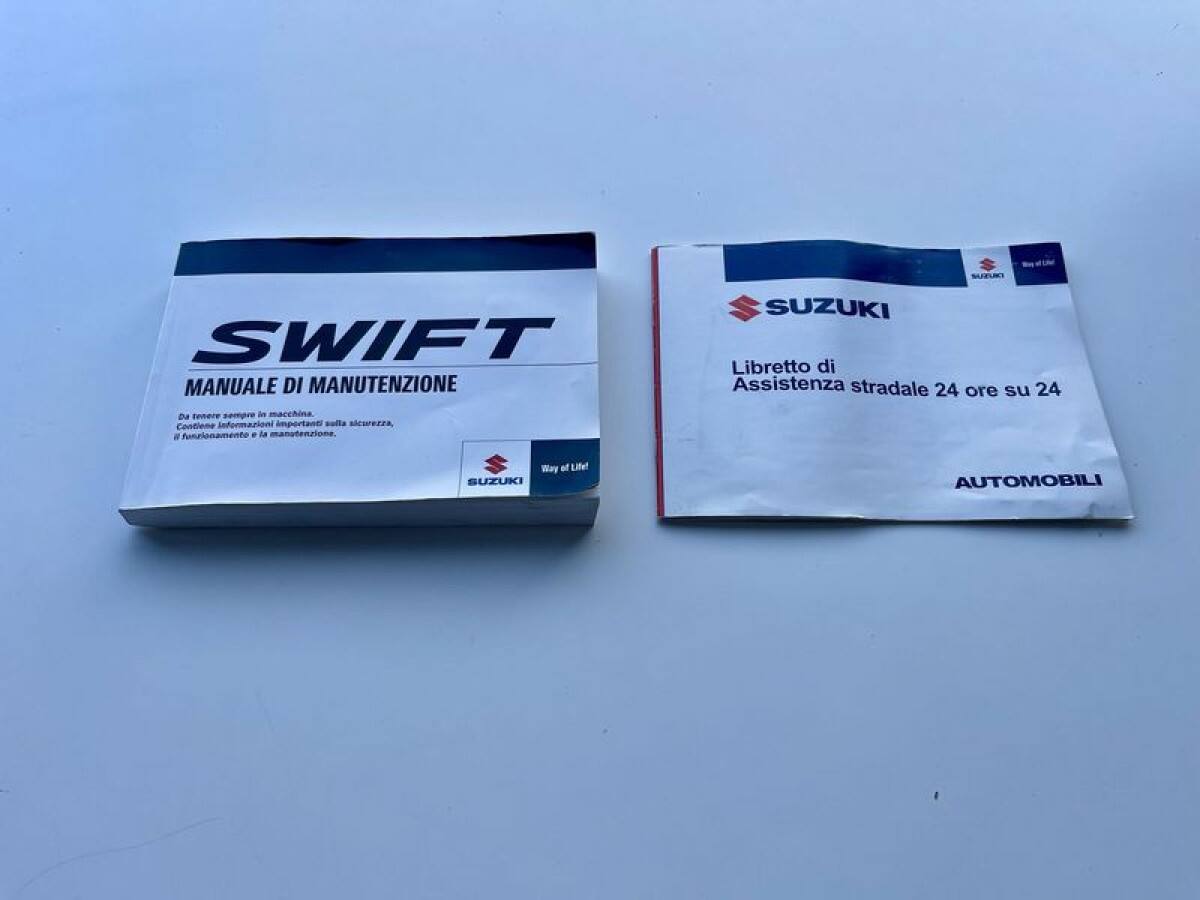 SWIFT
MANUALE DI MANUTENZIONE
Da tenere sempre in macchina.
Contiene informazioni importanti sulla sicurezza,
il funzionamento e la manutenzione.
SUZUKI
Way of Life!
SUZUKI
Way of Life!
SUZUKI
Libretto di
Assistenza stradale 24 ore su 24
AUTOMOBILI